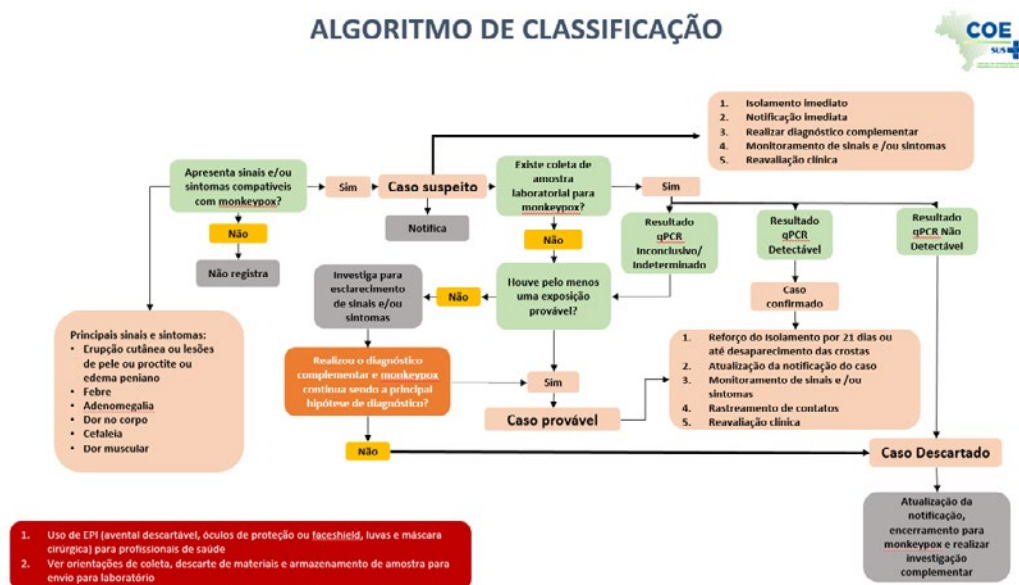 ALGORITMO DE CLASSIFICAÇÃO
COE
SUS
1. Isolamento imediato
2. Notificação imediata
3. Realizar diagnóstico complementar
4. Monitoramento de sinais e /ou sintomas
5. Reavaliação clínica
Apresenta sinais e/ou
sintomas compatíveis
com monkeypox?
Sim
Caso suspeito
Existe coleta de
amostra
laboratorial para
monkeypox?
Sim
Não
Não registra
Notifica
Não
Resultado
qPCR
Inconclusivo/
Indeterminado
Resultado
qPCR
Detectável
Resultado
qPCR Não
Detectável
Investiga para
esclarecimento
de sinais e/ou
sintomas
Não
Houve pelo menos
uma exposição
provável?
Caso
confirmado
Principais sinais e sintomas:
• Erupção cutânea ou lesões
de pele ou proctite ou
edema peniano
• Febre
• Adenomegalia
• Dor no corpo
• Cefaleia
• Dor muscular
Realizou o diagnóstico
complementar e monkeypox
continua sendo a principal
hipótese de diagnóstico?
Sim
Caso provável
1. Reforço do Isolamento por 21 dias ou
até desaparecimento das crostas
2. Atualização da notificação do caso
3. Monitoramento de sinais e /ou
sintomas
4. Rastreamento de contatos
5. Reavaliação clínica
Não
Caso Descartado
Atualização da
notificação,
encerramento para
monkeypox e realizar
investigação
complementar
1. Uso de EPI (avental descartável, óculos de proteção ou faceshield, luvas e máscara
cirúrgica) para profissionais de saúde
2. Ver orientações de coleta, descarte de materiais e armazenamento de amostra para
envio para laboratório